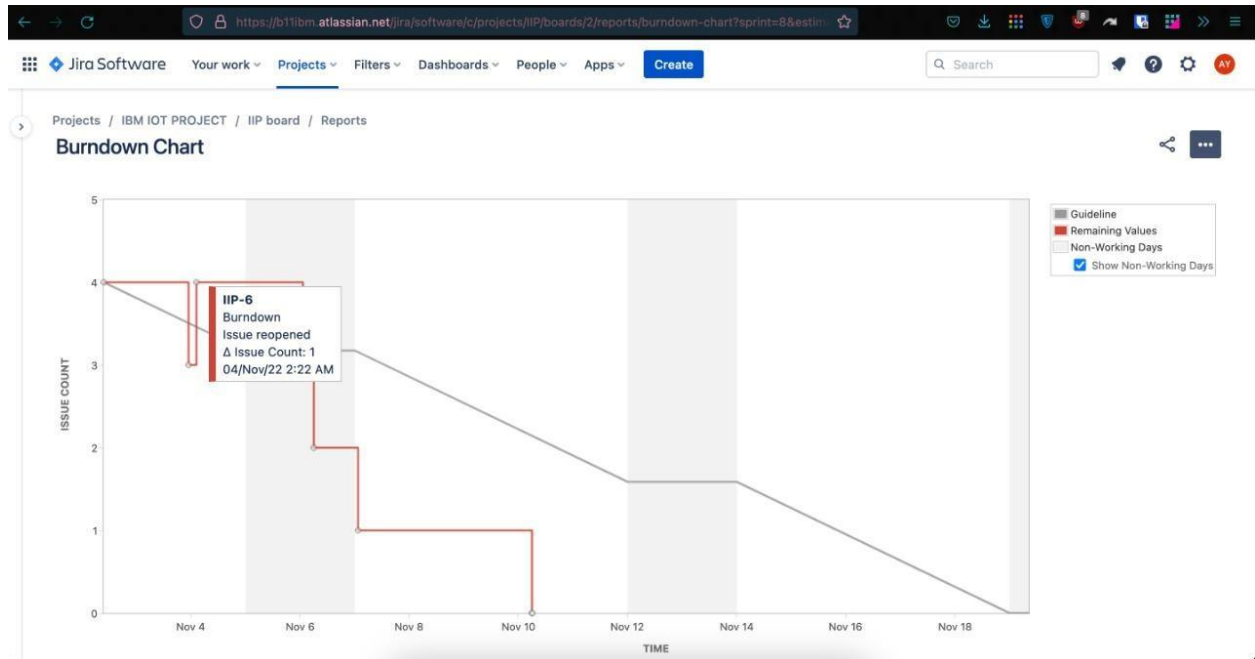 https://b11ibm.atlassian.net/jira/software/c/projects/IIP/boards/2/reports/burndown-chart?sprint=8&estim
8
Jira Software Your work Projects Filters Dashboards People Apps Create Search AY
Projects / IBM IOT PROJECT / IIP board / Reports
Burndown Chart
Guideline
Remaining Values
Non-Working Days
Show Non-Working Days
ISSUE COUNT
5
4
3
2
1
0
IIP-6
Burndown
Issue reopened
Δ Issue Count: 1
04/Nov/22 2:22 AM
Nov 4 Nov 6 Nov 8 Nov 10 Nov 12 Nov 14 Nov 16 Nov 18
TIME